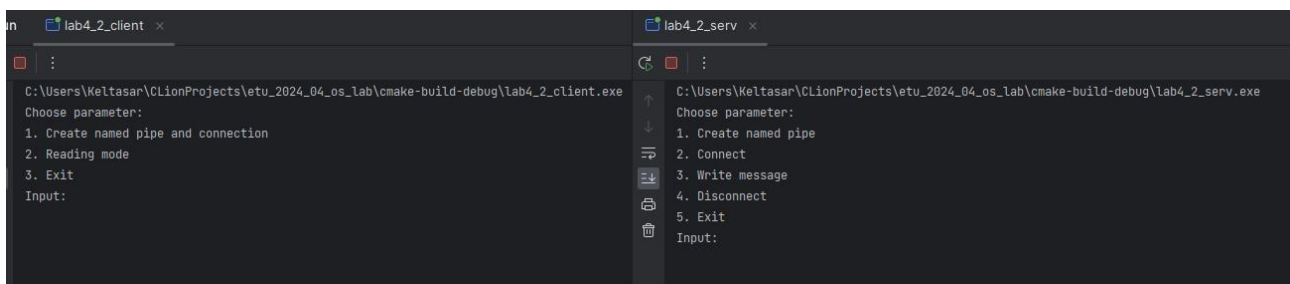 un
lab4_2_client
C:\Users\Keltasar\CLionProjects\etu_2024_04_os_lab\cmake-build-debug\lab4_2_client.exe
Choose parameter:
1. Create named pipe and connection
2. Reading mode
3. Exit
Input:
lab4_2_serv
C:\Users\Keltasar\CLionProjects\etu_2024_04_os_lab\cmake-build-debug\lab4_2_serv.exe
Choose parameter:
1. Create named pipe
2. Connect
3. Write message
4. Disconnect
5. Exit
Input: